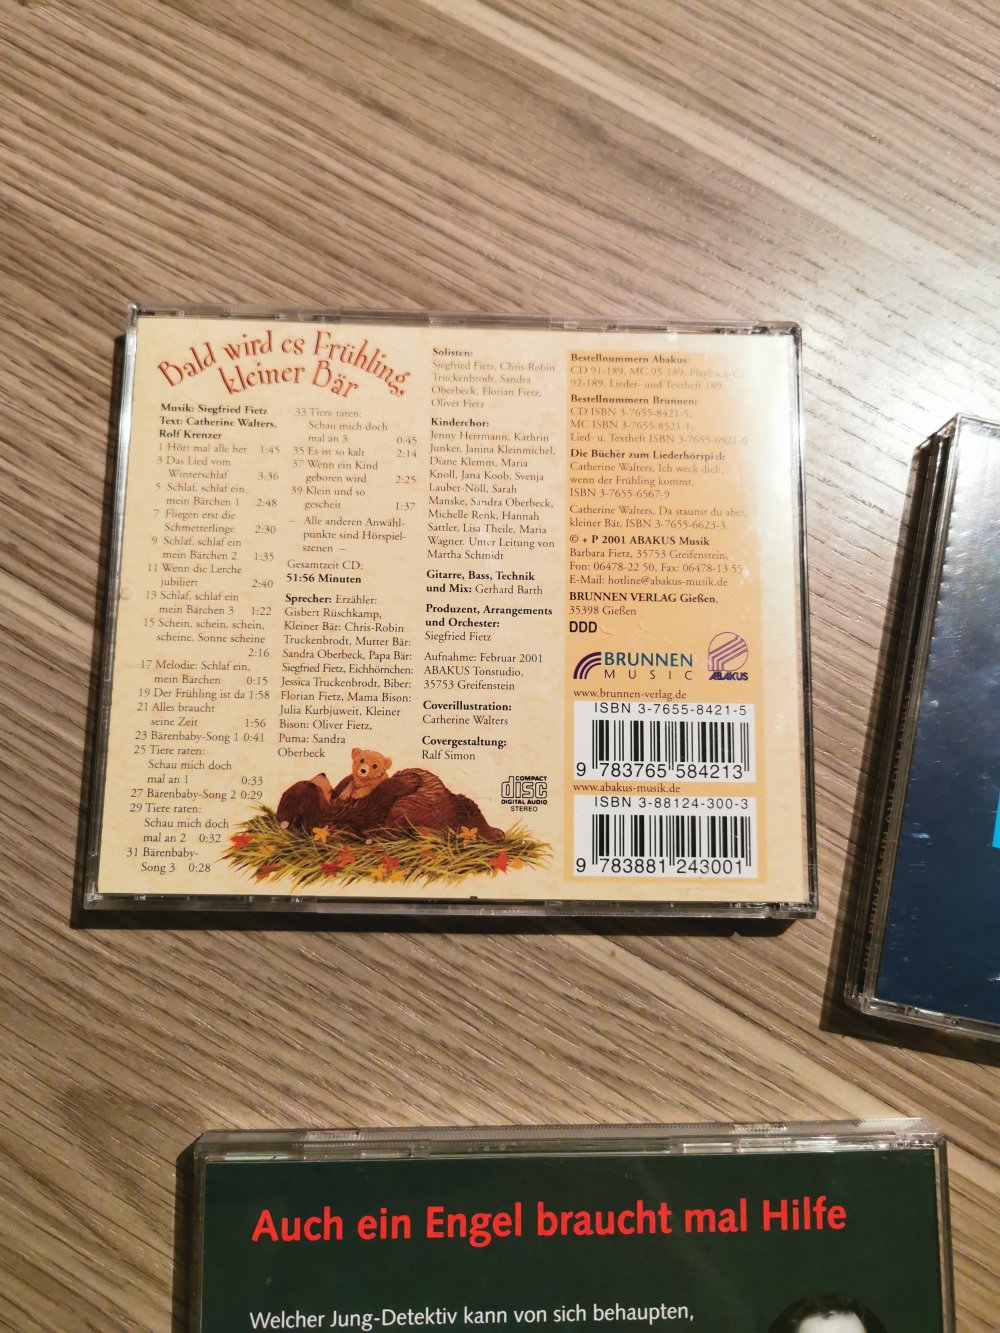 Bald wird es Frühling,
kleiner Bär
Musik: Siegfried Fietz
Text: Catherine Walters,
Rolf Krenzer
1 Hört mal alle her 1:45
3 Das Lied vom
Winterschlaf 3:36
5 Schlaf, schlaf ein
mein Bärchen 1 2:48
7 Fliegen erst die
Schmetterlinge 2:30
9 Schlaf, schlaf ein
mein Bärchen 2 1:35
11 Wenn die Lerche
jubiliert 2:40
13 Schlaf, schlaf ein
mein Bärchen 3 1:22
15 Schein, schein, schein,
scheine, Sonne scheine
2:16
17 Melodie: Schlaf ein,
mein Bärchen 0:15
19 Der Frühling ist da 1:58
21 Alles braucht
seine Zeit 1:56
23 Bärenbaby-Song 1 0:41
25 Tiere raten:
Schau mich doch
mal an 1 0:33
27 Bärenbaby-Song 2 0:29
29 Tiere raten:
Schau mich doch
mal an 2 0:32
31 Bärenbaby-
Song 3 0:28
33 Tiere raten:
Schau mich doch
mal an 3 0:45
35 Es ist so kalt 2:14
37 Wenn ein Kind
geboren wird 2:25
39 Klein und so
gescheit 1:37
– Alle anderen Anwähl-
punkte sind Hörspiel-
szenen –
Gesamtzeit CD:
51:56 Minuten
Sprecher: Erzähler:
Gisbert Rüschkamp,
Kleiner Bär: Chris-Robin
Truckenbrodt, Mutter Bär:
Sandra Oberbeck, Papa Bär:
Siegfried Fietz, Eichhörnchen:
Jessica Truckenbrodt, Biber:
Florian Fietz, Mama Bison:
Julia Kurbjuweit, Kleiner
Bison: Oliver Fietz,
Puma: Sandra
Oberbeck
Solisten:
Siegfried Fietz, Chris-Robin
Truckenbrodt, Sandra
Oberbeck, Florian Fietz,
Oliver Fietz
Kinderchor:
Jenny Herrmann, Kathrin
Junker, Janina Kleinmichel,
Diane Klemm, Maria
Knoll, Jana Koob, Svenja
Lauber-Nöll, Sarah
Manske, Sandra Oberbeck,
Michelle Renk, Hannah
Sattler, Lisa Theile, Maria
Wagner. Unter Leitung von
Martha Schmidt
Gitarre, Bass, Technik
und Mix: Gerhard Barth
Produzent, Arrangements
und Orchester:
Siegfried Fietz
Aufnahme: Februar 2001
ABAKUS Tonstudio,
35753 Greifenstein
Coverillustration:
Catherine Walters
Covergestaltung:
Ralf Simon
COMPACT
disc
DIGITAL AUDIO
STEREO
Bestellnummern Abakus
CD 91-189, MC 95-189, Playback-CD
92-189, Lieder- und Textheft 189
Bestellnummern Brunnen:
CD ISBN 3-7655-8421-5,
MC ISBN 3-7655-8521-1;
Lied- u. Textheft ISBN 3-7655-6921-6
Die Bücher zum Liederhörspiel:
Catherine Walters, Ich weck dich,
wenn der Frühling kommt,
ISBN 3-7655-6567-9
Catherine Walters, Da staunst du aber,
kleiner Bär, ISBN 3-7655-6623-3.
© + P 2001 ABAKUS Musik
Barbara Fietz, 35753 Greifenstein,
Fon: 06478-22 50, Fax: 06478-13 55,
E-Mail: hotline@abakus-musik.de
BRUNNEN VERLAG Gießen,
35398 Gießen
DDD
BRUNNEN
MUSIC
ABAKUS
www.brunnen-verlag.de
ISBN 3-7655-8421-5
9 783765 584213
www.abakus-musik.de
ISBN 3-88124-300-3
9 783881 243001
Auch ein Engel braucht mal Hilfe
Welcher Jung-Detektiv kann von sich behaupten,